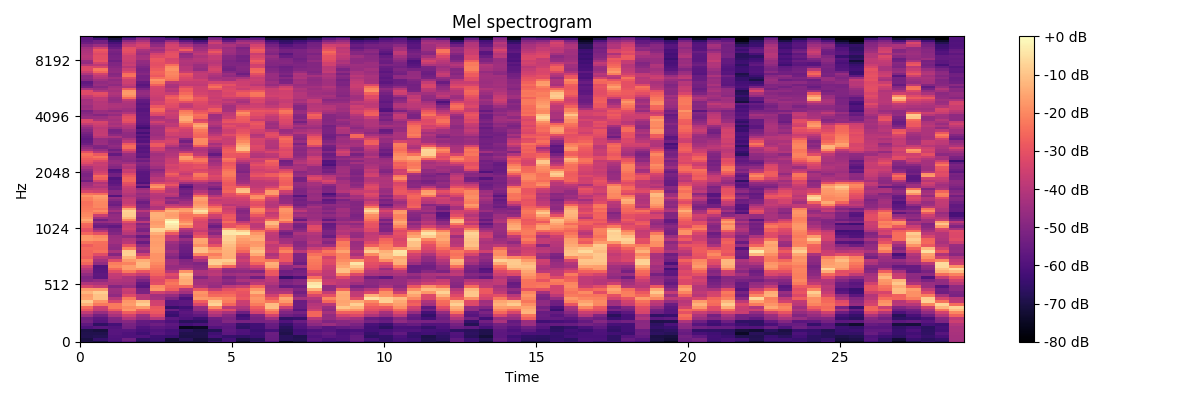 Mel spectrogram
Hz
8192
4096
2048
1024
512
0
0 5 10 15 20 25
Time
+0 dB
-10 dB
-20 dB
-30 dB
-40 dB
-50 dB
-60 dB
-70 dB
-80 dB